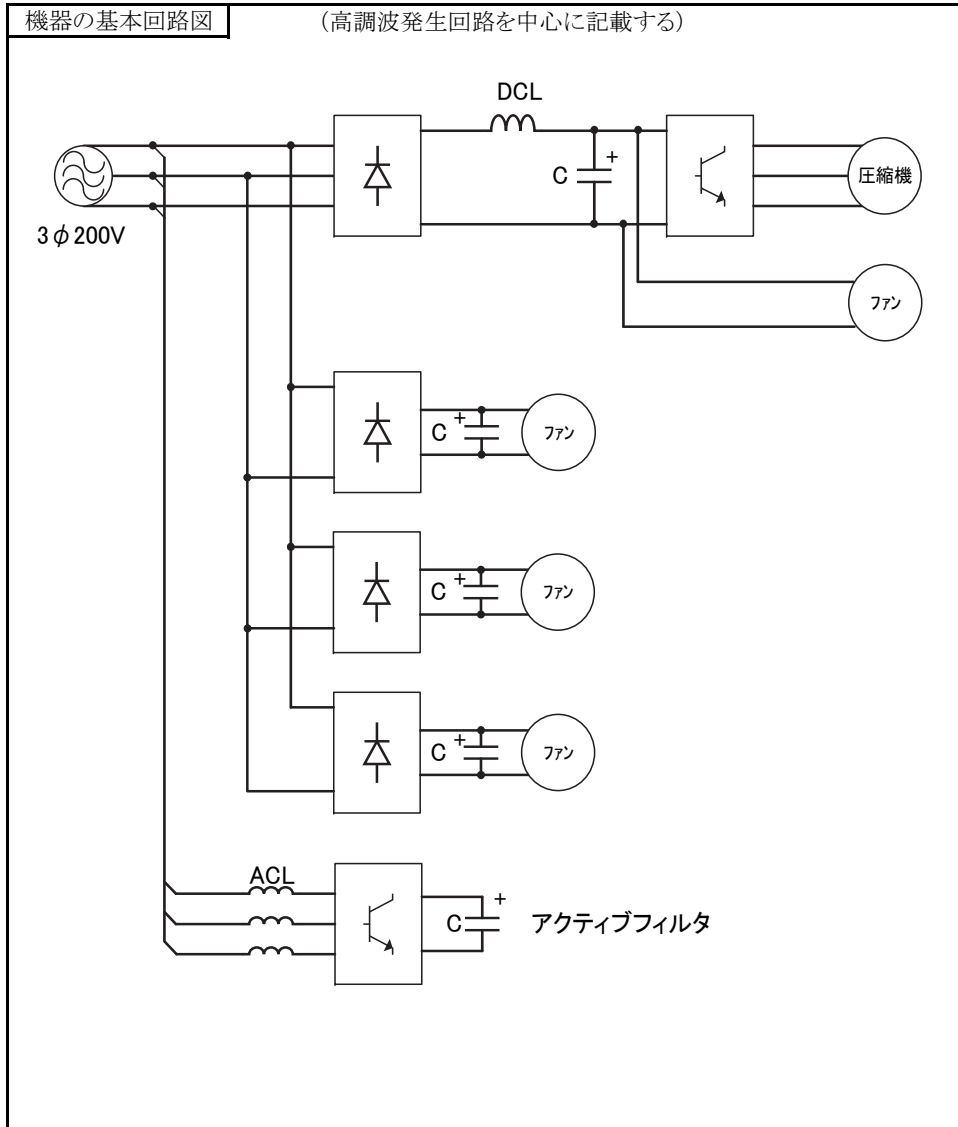 機器の基本回路図 (高調波発生回路を中心に記載する)
DCL
C +
圧縮機
3φ200V
ファン
C + ファン
C + ファン
C + ファン
ACL
C + アクティブフィルタ